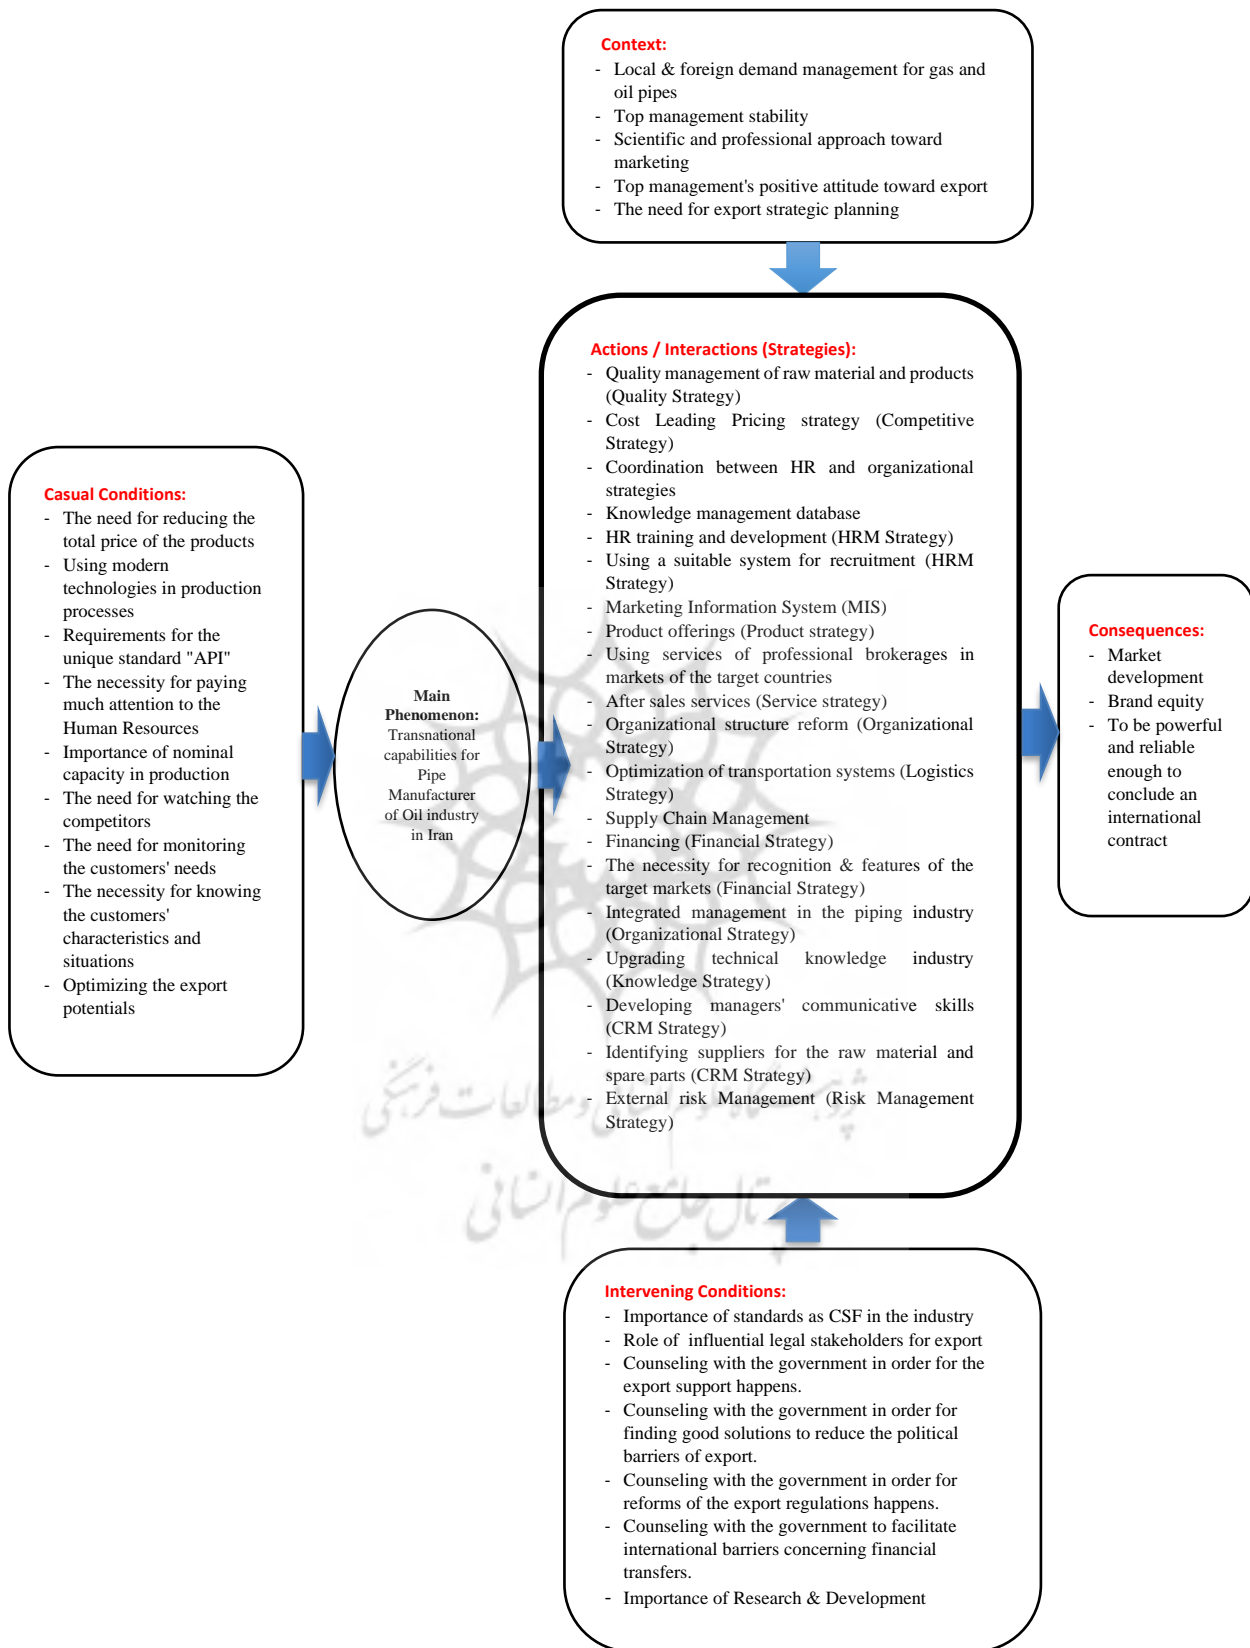 Context:
- Local & foreign demand management for gas and
oil pipes
- Top management stability
- Scientific and professional approach toward
marketing
- Top management's positive attitude toward export
- The need for export strategic planning
Casual Conditions:
- The need for reducing the
total price of the products
- Using modern
technologies in production
processes
- Requirements for the
unique standard "API"
- The necessity for paying
much attention to the
Human Resources
- Importance of nominal
capacity in production
- The need for watching the
competitors
- The need for monitoring
the customers' needs
- The necessity for knowing
the customers'
characteristics and
situations
- Optimizing the export
potentials
Main
Phenomenon:
Transnational
capabilities for
Pipe
Manufacturer
of Oil industry
in Iran
Actions / Interactions (Strategies):
- Quality management of raw material and products
(Quality Strategy)
- Cost Leading Pricing strategy (Competitive
Strategy)
- Coordination between HR and organizational
strategies
- Knowledge management database
- HR training and development (HRM Strategy)
- Using a suitable system for recruitment (HRM
Strategy)
- Marketing Information System (MIS)
- Product offerings (Product strategy)
- Using services of professional brokerages in
markets of the target countries
- After sales services (Service strategy)
- Organizational structure reform (Organizational
Strategy)
- Optimization of transportation systems (Logistics
Strategy)
- Supply Chain Management
- Financing (Financial Strategy)
- The necessity for recognition & features of the
target markets (Financial Strategy)
- Integrated management in the piping industry
(Organizational Strategy)
- Upgrading technical knowledge industry
(Knowledge Strategy)
- Developing managers' communicative skills
(CRM Strategy)
- Identifying suppliers for the raw material and
spare parts (CRM Strategy)
- External risk Management (Risk Management
Strategy)
Consequences:
- Market
development
- Brand equity
- To be powerful
and reliable
enough to
conclude an
international
contract
پژوهشگاه علوم انسانی و مطالعات فرهنگی
پرتال جامع علوم انسانی
Intervening Conditions:
- Importance of standards as CSF in the industry
- Role of influential legal stakeholders for export
- Counseling with the government in order for the
export support happens.
- Counseling with the government in order for
finding good solutions to reduce the political
barriers of export.
- Counseling with the government in order for
reforms of the export regulations happens.
- Counseling with the government to facilitate
international barriers concerning financial
transfers.
- Importance of Research & Development